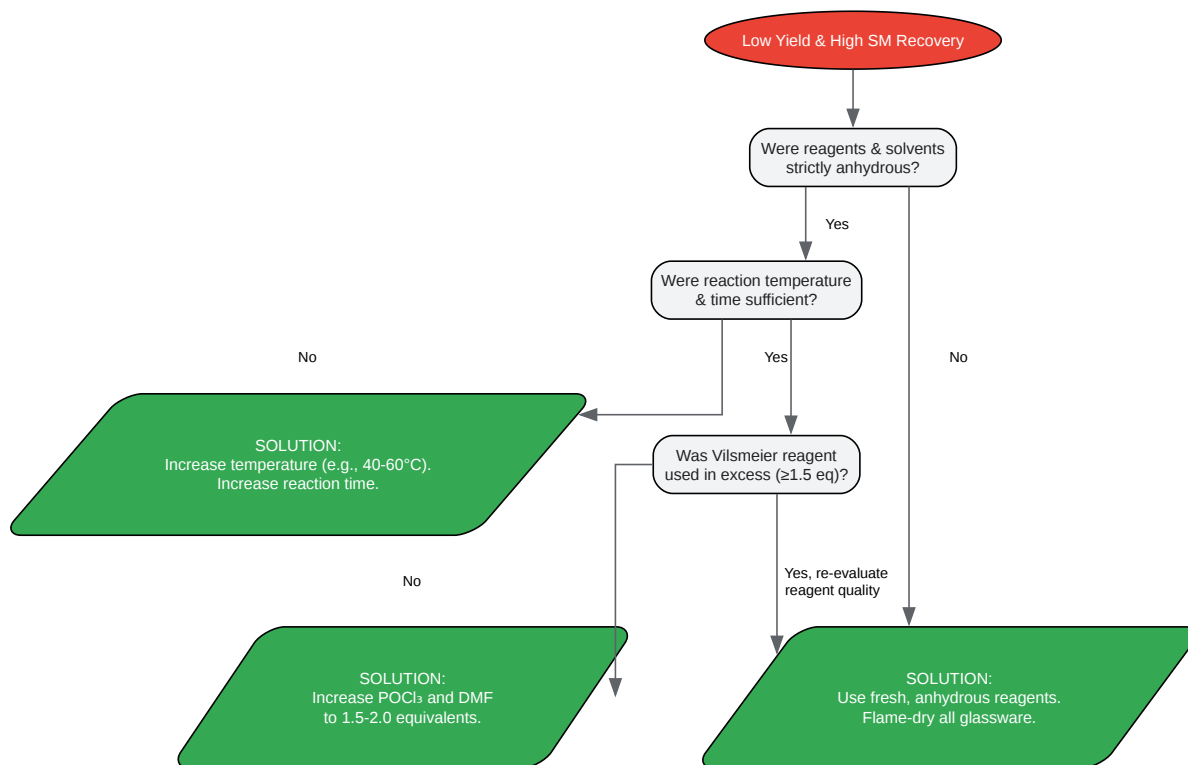 Low Yield & High SM Recovery
Were reagents & solvents
strictly anhydrous?
Yes
Were reaction temperature
& time sufficient?
No
Yes
No
SOLUTION:
Increase temperature (e.g., 40-60°C).
Increase reaction time.
Was Vilsmeier reagent
used in excess (≥1.5 eq)?
No
Yes, re-evaluate
reagent quality
SOLUTION:
Increase POCl₃ and DMF
to 1.5-2.0 equivalents.
SOLUTION:
Use fresh, anhydrous reagents.
Flame-dry all glassware.